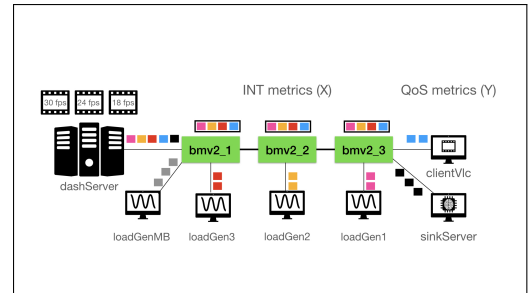 INT metrics (X)
QoS metrics (Y)
30 fps
24 fps
18 fps
bmv2_1
bmv2_2
bmv2_3
clientVlc
dashServer
loadGenMB
loadGen3
loadGen2
loadGen1
sinkServer